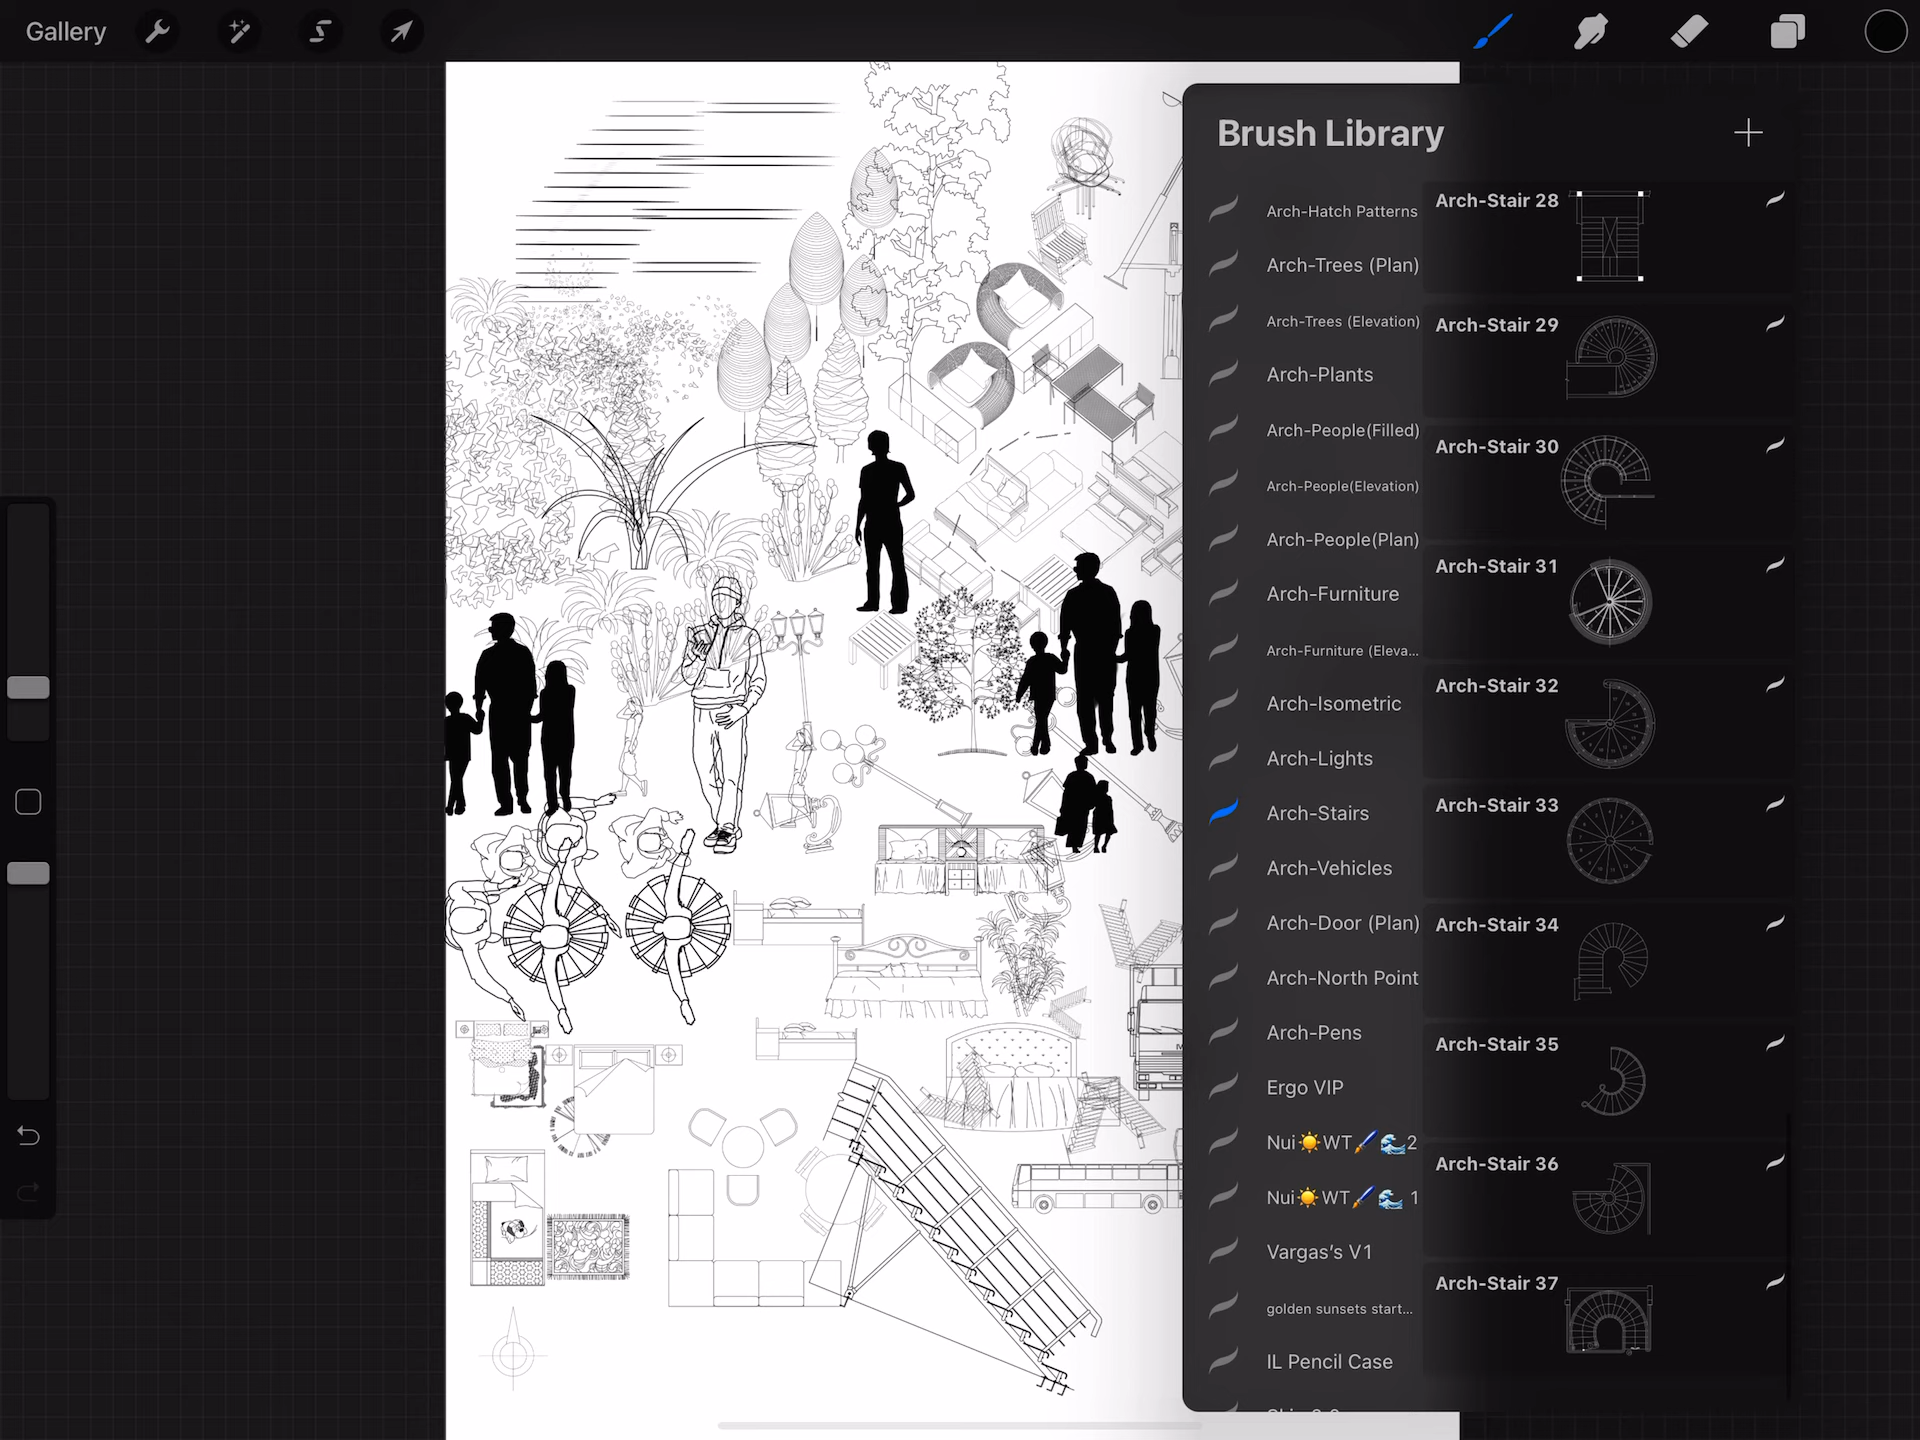 Gallery
Brush Library
Arch-Hatch Patterns
Arch-Trees (Plan)
Arch-Trees (Elevation)
Arch-Plants
Arch-People(Filled)
Arch-People(Elevation)
Arch-People(Plan)
Arch-Furniture
Arch-Furniture (Eleva...
Arch-Isometric
Arch-Lights
Arch-Stairs
Arch-Vehicles
Arch-Door (Plan)
Arch-North Point
Arch-Pens
Ergo VIP
Nui☀️WT🖌️🌊2
Nui☀️WT🖌️🌊 1
Vargas’s V1
golden sunsets start...
IL Pencil Case
Arch-Stair 28
Arch-Stair 29
Arch-Stair 30
Arch-Stair 31
Arch-Stair 32
Arch-Stair 33
Arch-Stair 34
Arch-Stair 35
Arch-Stair 36
Arch-Stair 37